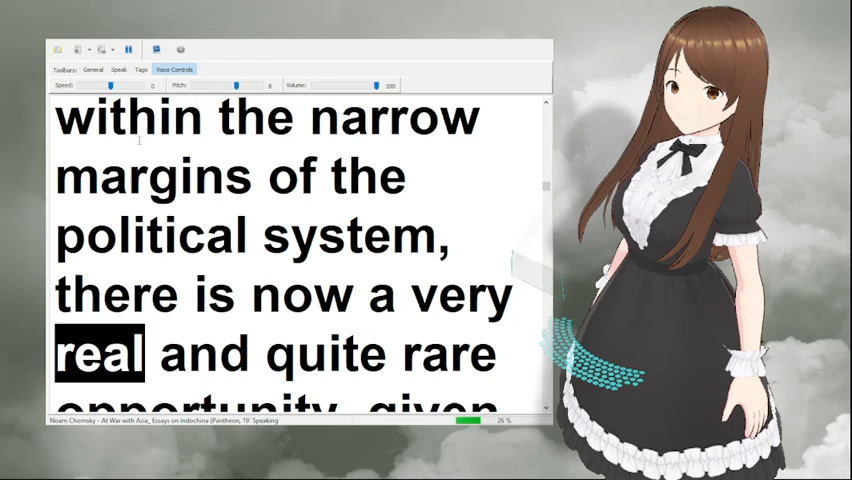 Toolbars: General Speak Tags Voice Controls
Speed: 0 Pitch: 8 Volume: 100
within the narrow
margins of the
political system,
there is now a very
real and quite rare
opportunity, given
Noam Chomsky - At War with Asia_ Essays on Indochina (Pantheon, '19 Speaking 26 %